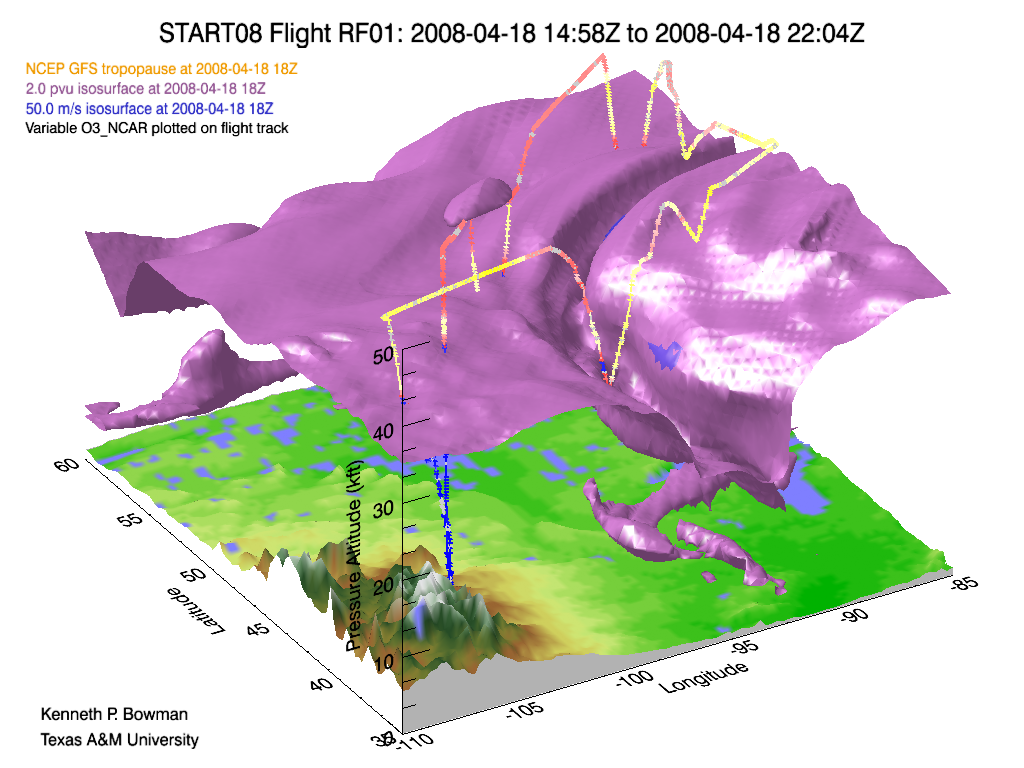 START08 Flight RF01: 2008-04-18 14:58Z to 2008-04-18 22:04Z
NCEP GFS tropopause at 2008-04-18 18Z
2.0 pvu isosurface at 2008-04-18 18Z
50.0 m/s isosurface at 2008-04-18 18Z
Variable O3_NCAR plotted on flight track
50
40
30
20
10
Pressure Altitude (kft)
60
55
50
45
40
Latitude
-110
-105
-100
-95
-90
-85
Longitude
Kenneth P. Bowman
Texas A&M University